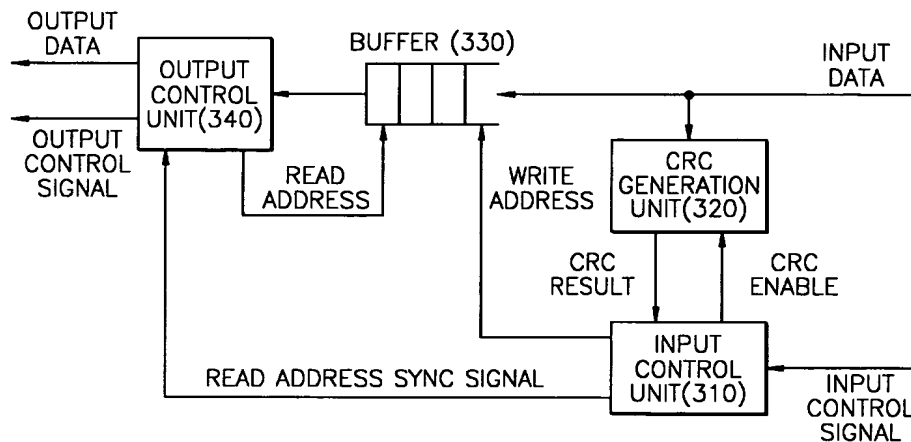 OUTPUT
DATA
OUTPUT
CONTROL
UNIT(340)
OUTPUT
CONTROL
SIGNAL
BUFFER (330)
READ
ADDRESS
WRITE
ADDRESS
INPUT
DATA
CRC
GENERATION
UNIT(320)
CRC
RESULT
CRC
ENABLE
INPUT
CONTROL
UNIT(310)
READ ADDRESS SYNC SIGNAL
INPUT
CONTROL
SIGNAL